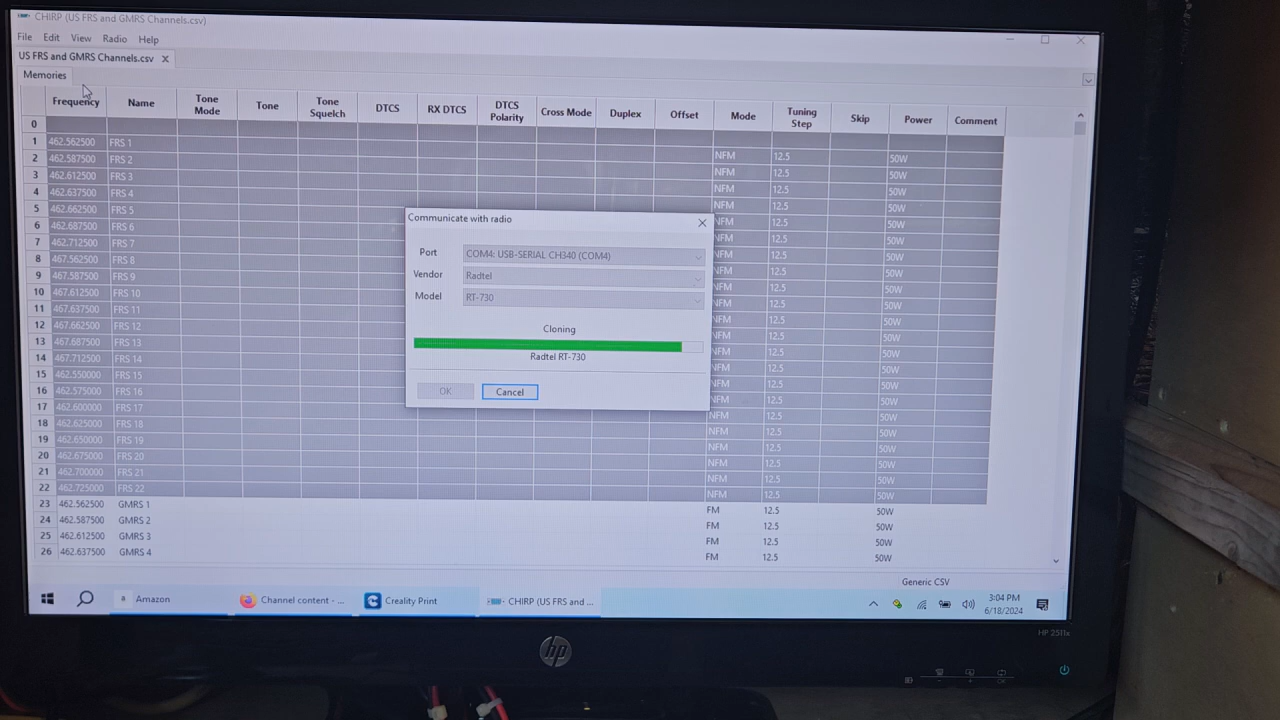 CHIRP (US FRS and GMRS Channels.csv)
File Edit View Radio Help
US FRS and GMRS Channels.csv X
Memories
Frequency Name Tone Mode Tone Tone Squelch DTCS RX DTCS DTCS Polarity Cross Mode Duplex Offset Mode Tuning Step Skip Power Comment
0
1 462.562500 FRS 1 NFM 12.5 50W
2 462.587500 FRS 2 NFM 12.5 50W
3 462.612500 FRS 3 NFM 12.5 50W
4 462.637500 FRS 4 NFM 12.5 50W
5 462.662500 FRS 5 NFM 12.5 50W
6 462.687500 FRS 6 NFM 12.5 50W
7 462.712500 FRS 7 NFM 12.5 50W
8 467.562500 FRS 8 NFM 12.5 50W
9 467.587500 FRS 9 NFM 12.5 50W
10 467.612500 FRS 10 NFM 12.5 50W
11 467.637500 FRS 11 NFM 12.5 50W
12 467.662500 FRS 12 NFM 12.5 50W
13 467.687500 FRS 13 NFM 12.5 50W
14 467.712500 FRS 14 NFM 12.5 50W
15 462.550000 FRS 15 NFM 12.5 50W
16 462.575000 FRS 16 NFM 12.5 50W
17 462.600000 FRS 17 NFM 12.5 50W
18 462.625000 FRS 18 NFM 12.5 50W
19 462.650000 FRS 19 NFM 12.5 50W
20 462.675000 FRS 20 NFM 12.5 50W
21 462.700000 FRS 21 NFM 12.5 50W
22 462.725000 FRS 22 NFM 12.5 50W
23 462.562500 GMRS 1 FM 12.5 50W
24 462.587500 GMRS 2 FM 12.5 50W
25 462.612500 GMRS 3 FM 12.5 50W
26 462.637500 GMRS 4 FM 12.5 50W
Communicate with radio
Port COM4: USB-SERIAL CH340 (COM4)
Vendor Radtel
Model RT-730
Cloning
Radtel RT-730
OK Cancel
Generic CSV
a Amazon Channel content - ... Creality Print CHIRP (US FRS and ... 3:04 PM
6/18/2024
HP 2511x
hp